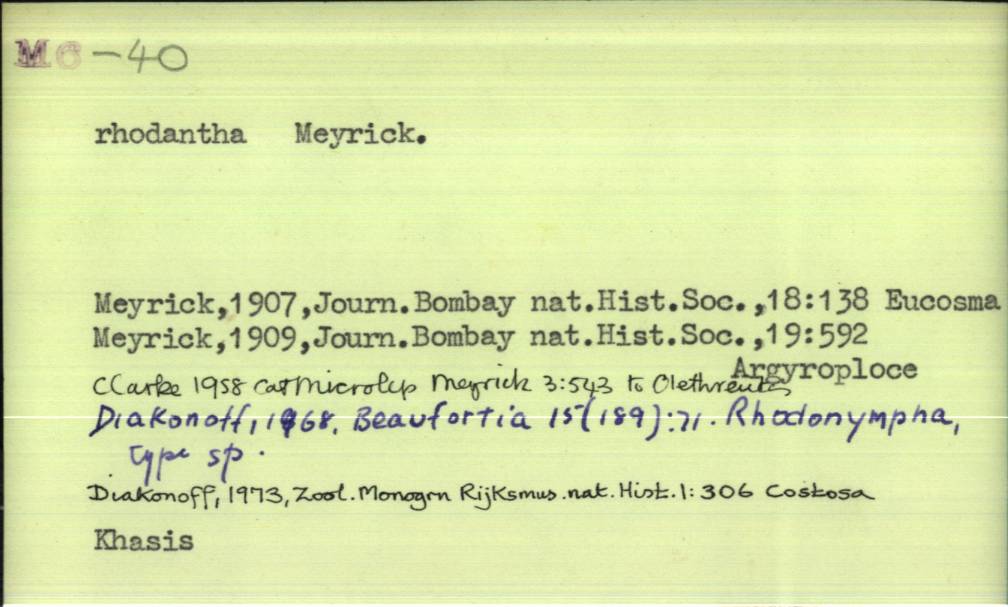 M6-40
rhodantha Meyrick.
Meyrick,1907,Journ.Bombay nat.Hist.Soc.,18:138 Eucosma
Meyrick,1909,Journ.Bombay nat.Hist.Soc.,19:592
Argyroploce
Clarke 1958 Cat Microlep Meyrick 3:543 to Olethreutes
Diakonoff, 1968, Beaufortia 15(189):71. Rhodonympha,
type sp.
Diakonoff, 1973, Zool. Monogrn Rijksmus.nat. Hist. 1: 306 Costosa
Khasis